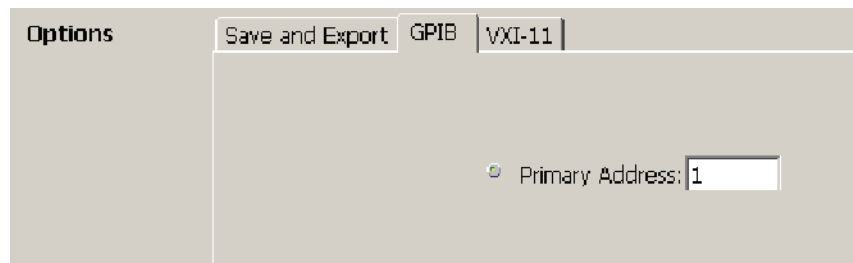 Options Save and Export GPIB VXI-11
Primary Address: 1